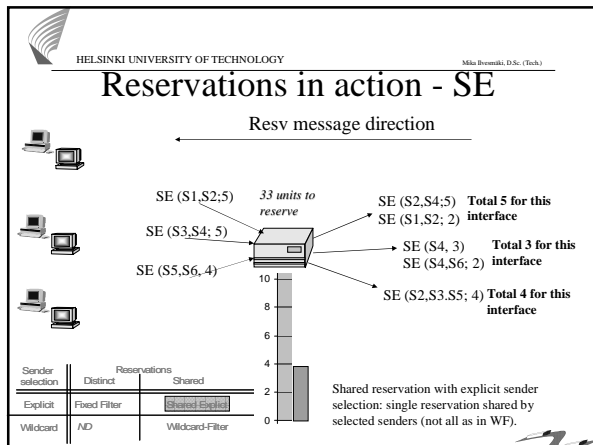 HELSINKI UNIVERSITY OF TECHNOLOGY
Mika Ilvesmäki, D.Sc. (Tech.)
Reservations in action - SE
Resv message direction
SE (S1,S2;5)
33 units to
reserve
SE (S2,S4;5)
SE (S1,S2; 2)
Total 5 for this
interface
SE (S3,S4; 5)
SE (S4, 3)
SE (S4,S6; 2)
Total 3 for this
interface
SE (S5,S6, 4)
SE (S2,S3.S5; 4)
Total 4 for this
interface
10
8
6
4
2
0
Sender
selection
Reservations
Distinct
Shared
Explicit
Fixed Filter
Shared Explicit
Wildcard
ND
Wildcard-Filter
Shared reservation with explicit sender
selection: single reservation shared by
selected senders (not all as in WF).